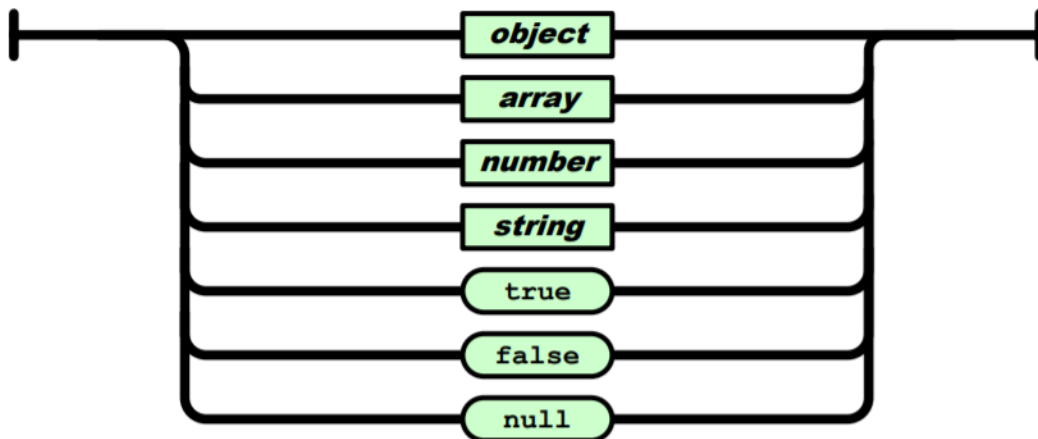 object
array
number
string
true
false
null